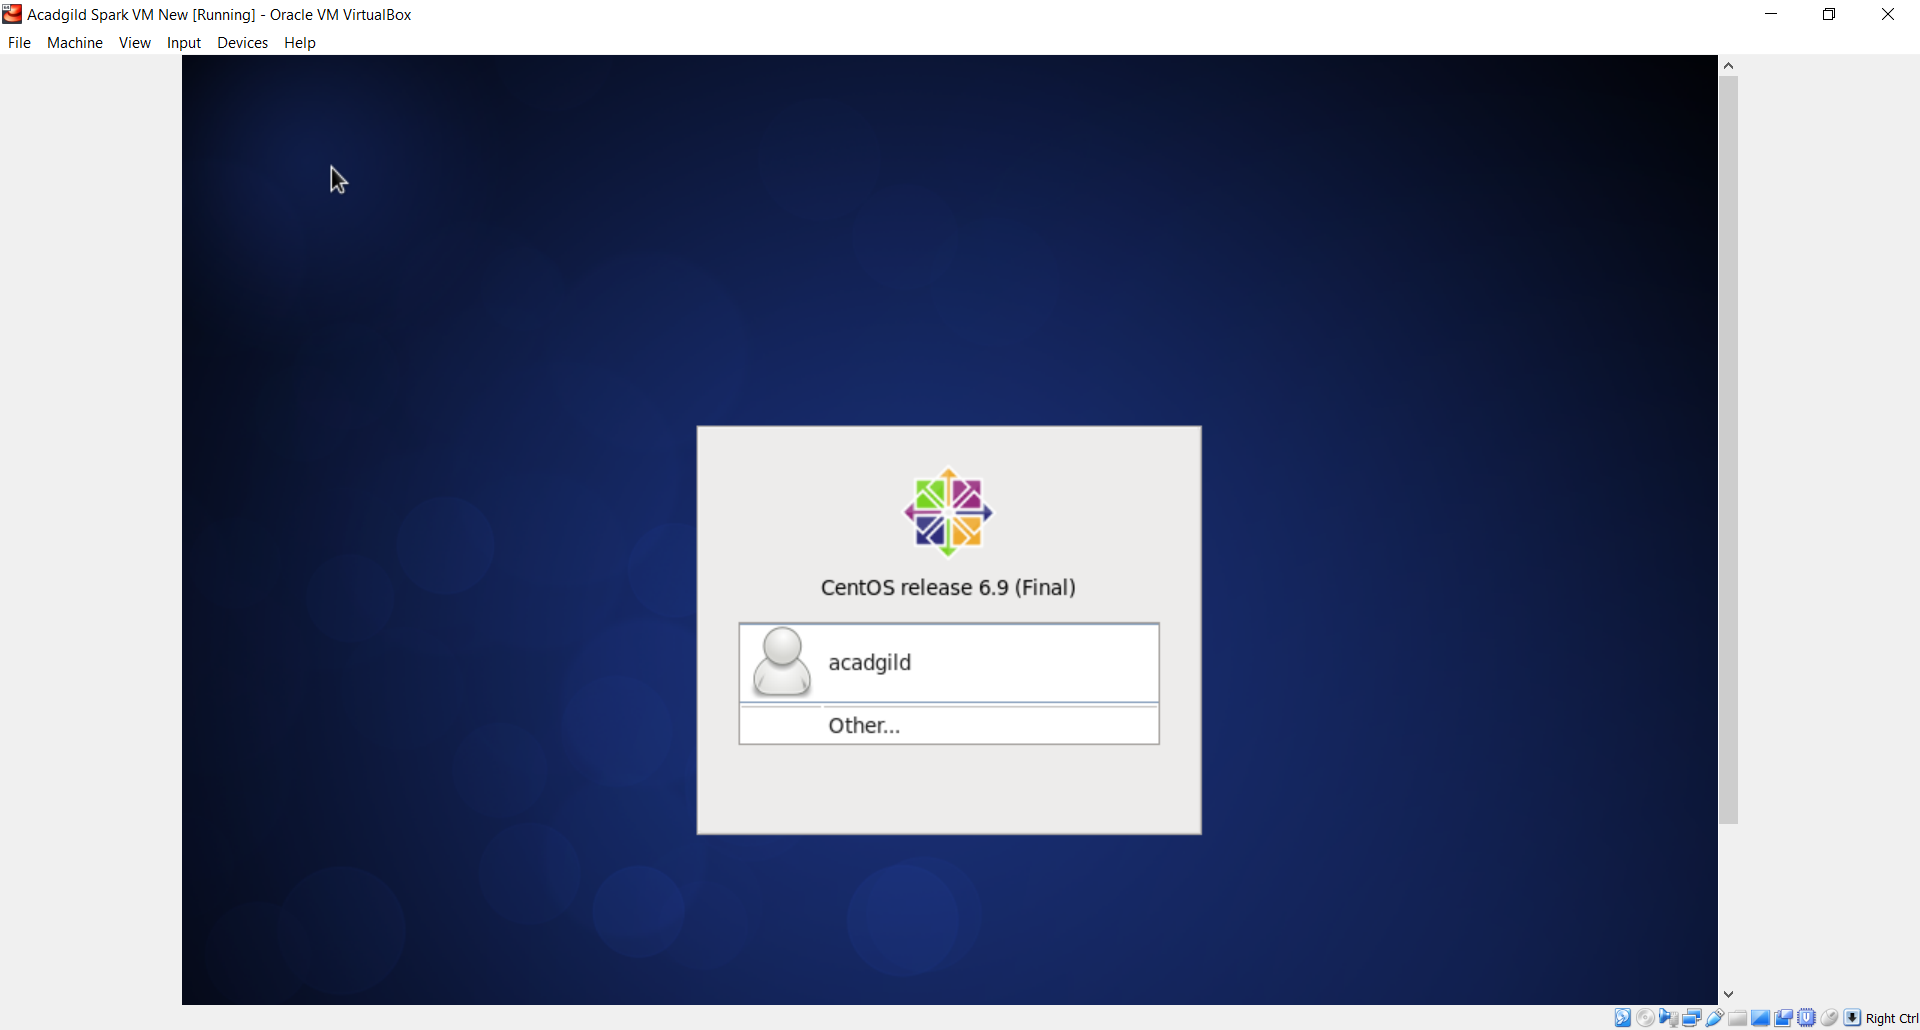 Acadgild Spark VM New [Running] - Oracle VM VirtualBox
File Machine View Input Devices Help
CentOS release 6.9 (Final)
acadgild
Other...
Right Ctrl